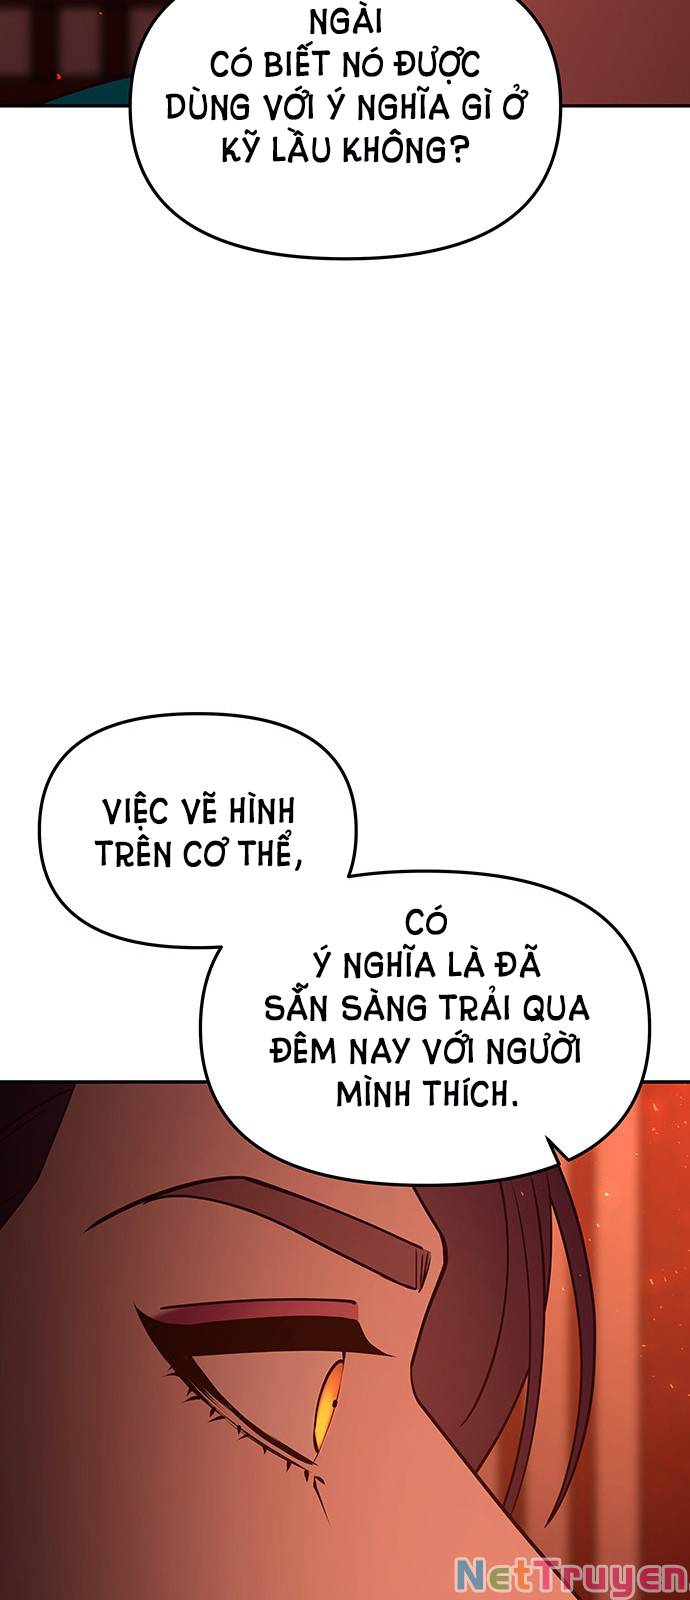 NGÀI
CÓ BIẾT NÓ ĐƯỢC
DÙNG VỚI Ý NGHĨA GÌ Ở
KỸ LẦU KHÔNG?
VIỆC VẼ HÌNH
TRÊN CƠ THỂ,
CÓ
Ý NGHĨA LÀ ĐÃ
SẴN SÀNG TRẢI QUA
ĐÊM NAY VỚI NGƯỜI
MÌNH THÍCH.
NetTruyen